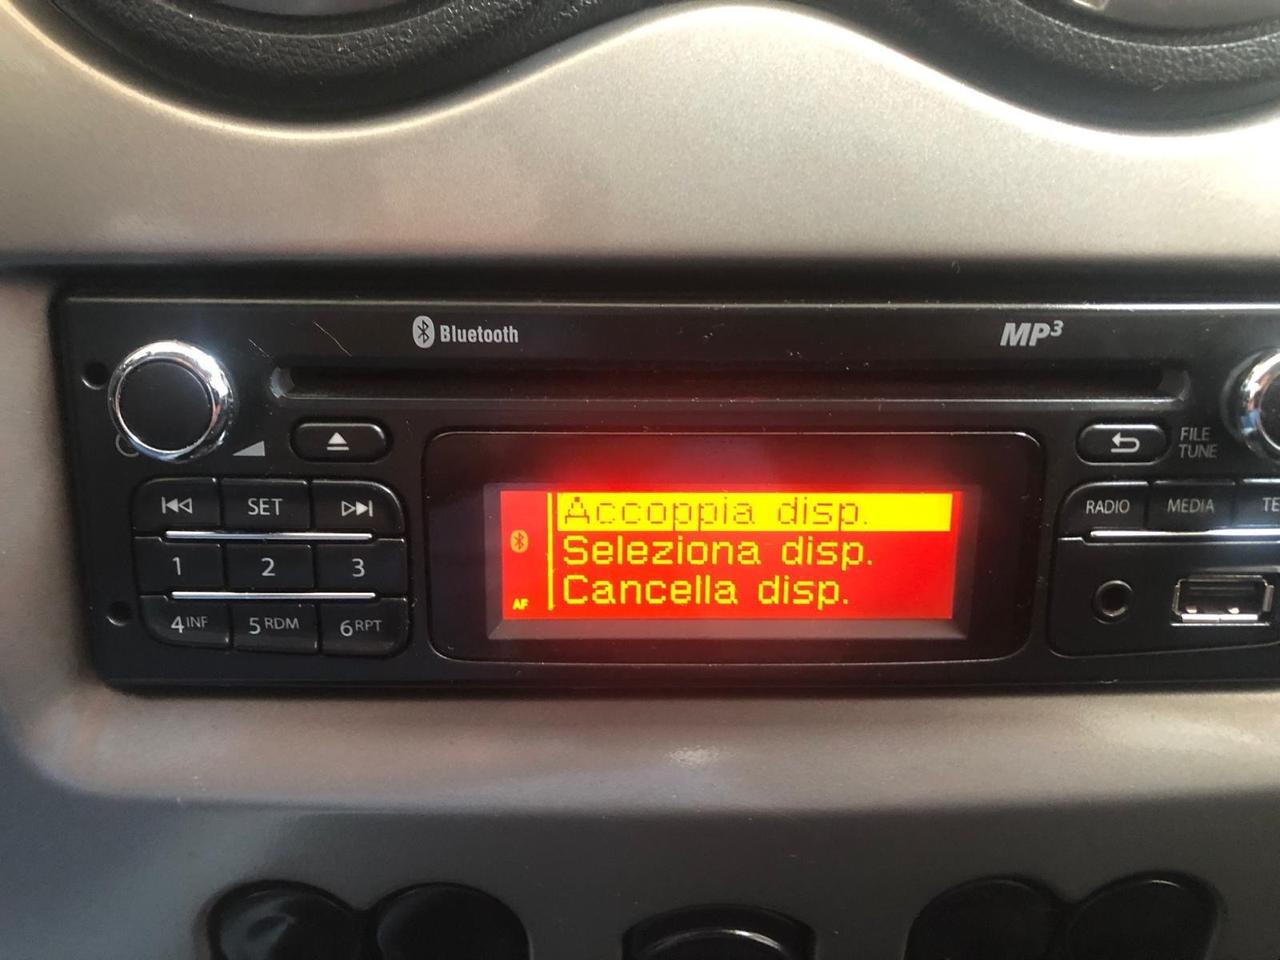 Bluetooth
MP3
FILE
TUNE
SET
RADIO
MEDIA
TE
1
2
3
4 INF
5 RDM
6 RPT
Accoppia disp.
Seleziona disp.
Cancella disp.
AF